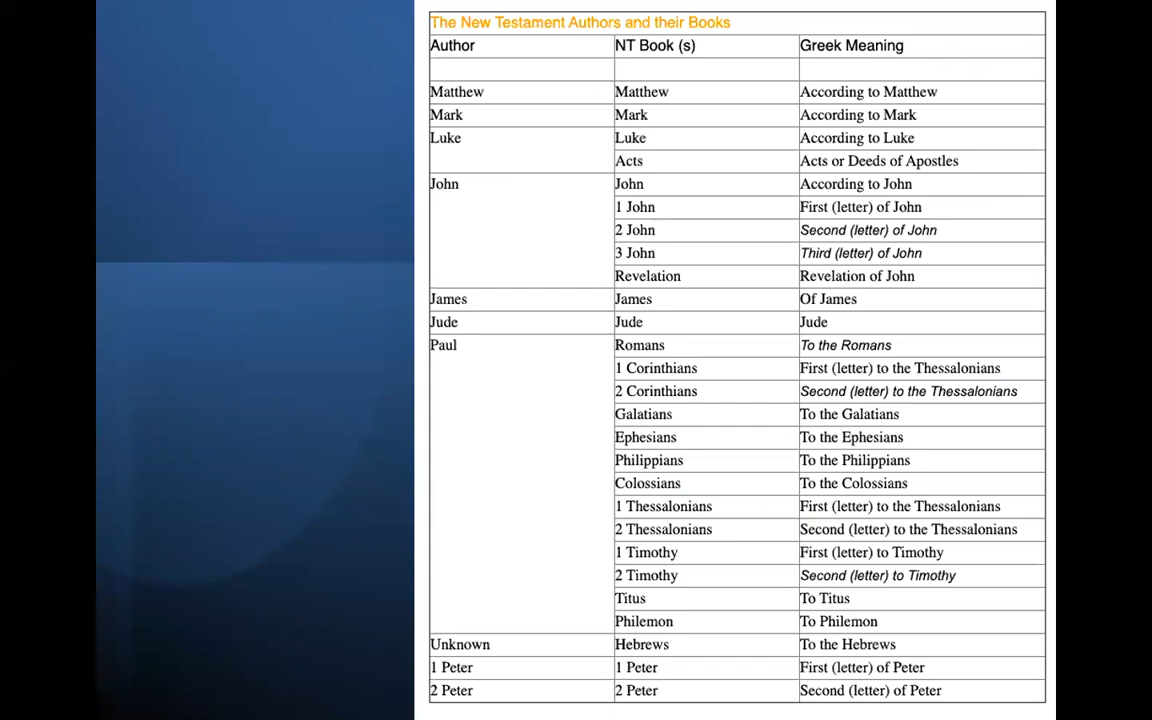 The New Testament Authors and their Books
Author NT Book (s) Greek Meaning
Matthew Matthew According to Matthew
Mark Mark According to Mark
Luke Luke According to Luke
Acts Acts or Deeds of Apostles
John John According to John
1 John First (letter) of John
2 John Second (letter) of John
3 John Third (letter) of John
Revelation Revelation of John
James James Of James
Jude Jude Jude
Paul Romans To the Romans
1 Corinthians First (letter) to the Thessalonians
2 Corinthians Second (letter) to the Thessalonians
Galatians To the Galatians
Ephesians To the Ephesians
Philippians To the Philippians
Colossians To the Colossians
1 Thessalonians First (letter) to the Thessalonians
2 Thessalonians Second (letter) to the Thessalonians
1 Timothy First (letter) to Timothy
2 Timothy Second (letter) to Timothy
Titus To Titus
Philemon To Philemon
Unknown Hebrews To the Hebrews
1 Peter 1 Peter First (letter) of Peter
2 Peter 2 Peter Second (letter) of Peter